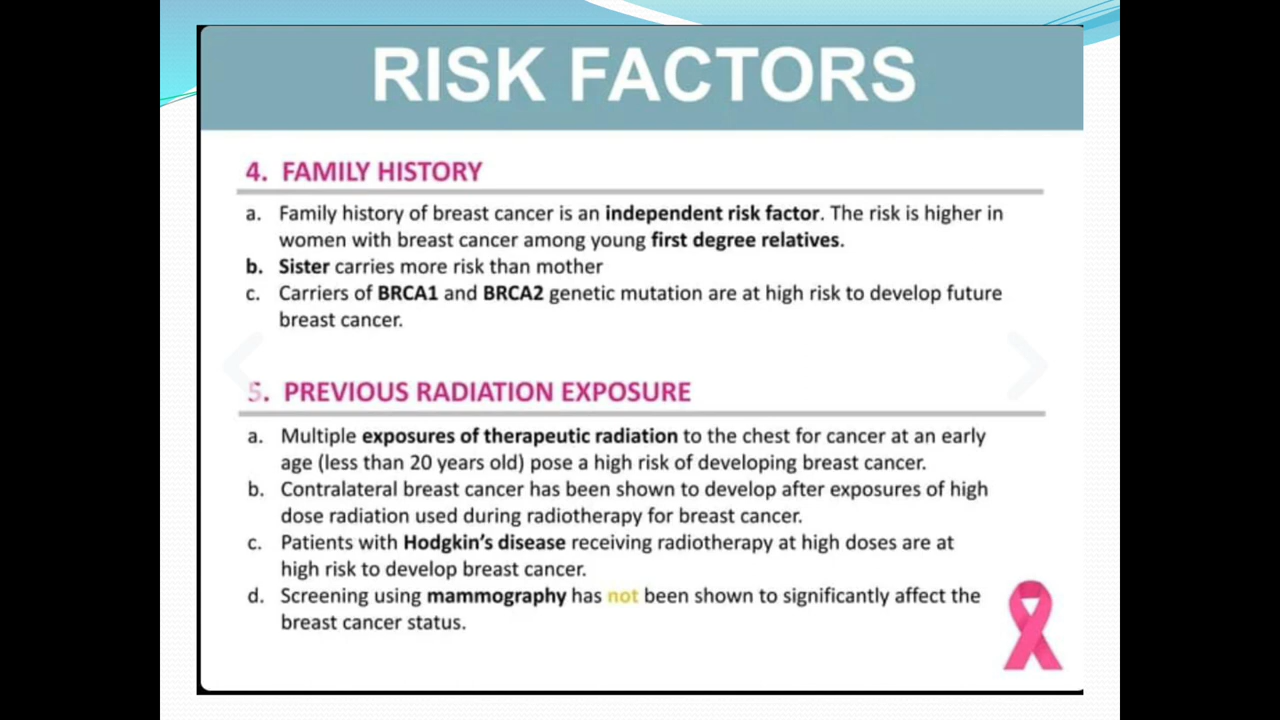 RISK FACTORS
4. FAMILY HISTORY
a. Family history of breast cancer is an independent risk factor. The risk is higher in
women with breast cancer among young first degree relatives.
b. Sister carries more risk than mother
c. Carriers of BRCA1 and BRCA2 genetic mutation are at high risk to develop future
breast cancer.
5. PREVIOUS RADIATION EXPOSURE
a. Multiple exposures of therapeutic radiation to the chest for cancer at an early
age (less than 20 years old) pose a high risk of developing breast cancer.
b. Contralateral breast cancer has been shown to develop after exposures of high
dose radiation used during radiotherapy for breast cancer.
c. Patients with Hodgkin's disease receiving radiotherapy at high doses are at
high risk to develop breast cancer.
d. Screening using mammography has not been shown to significantly affect the
breast cancer status.